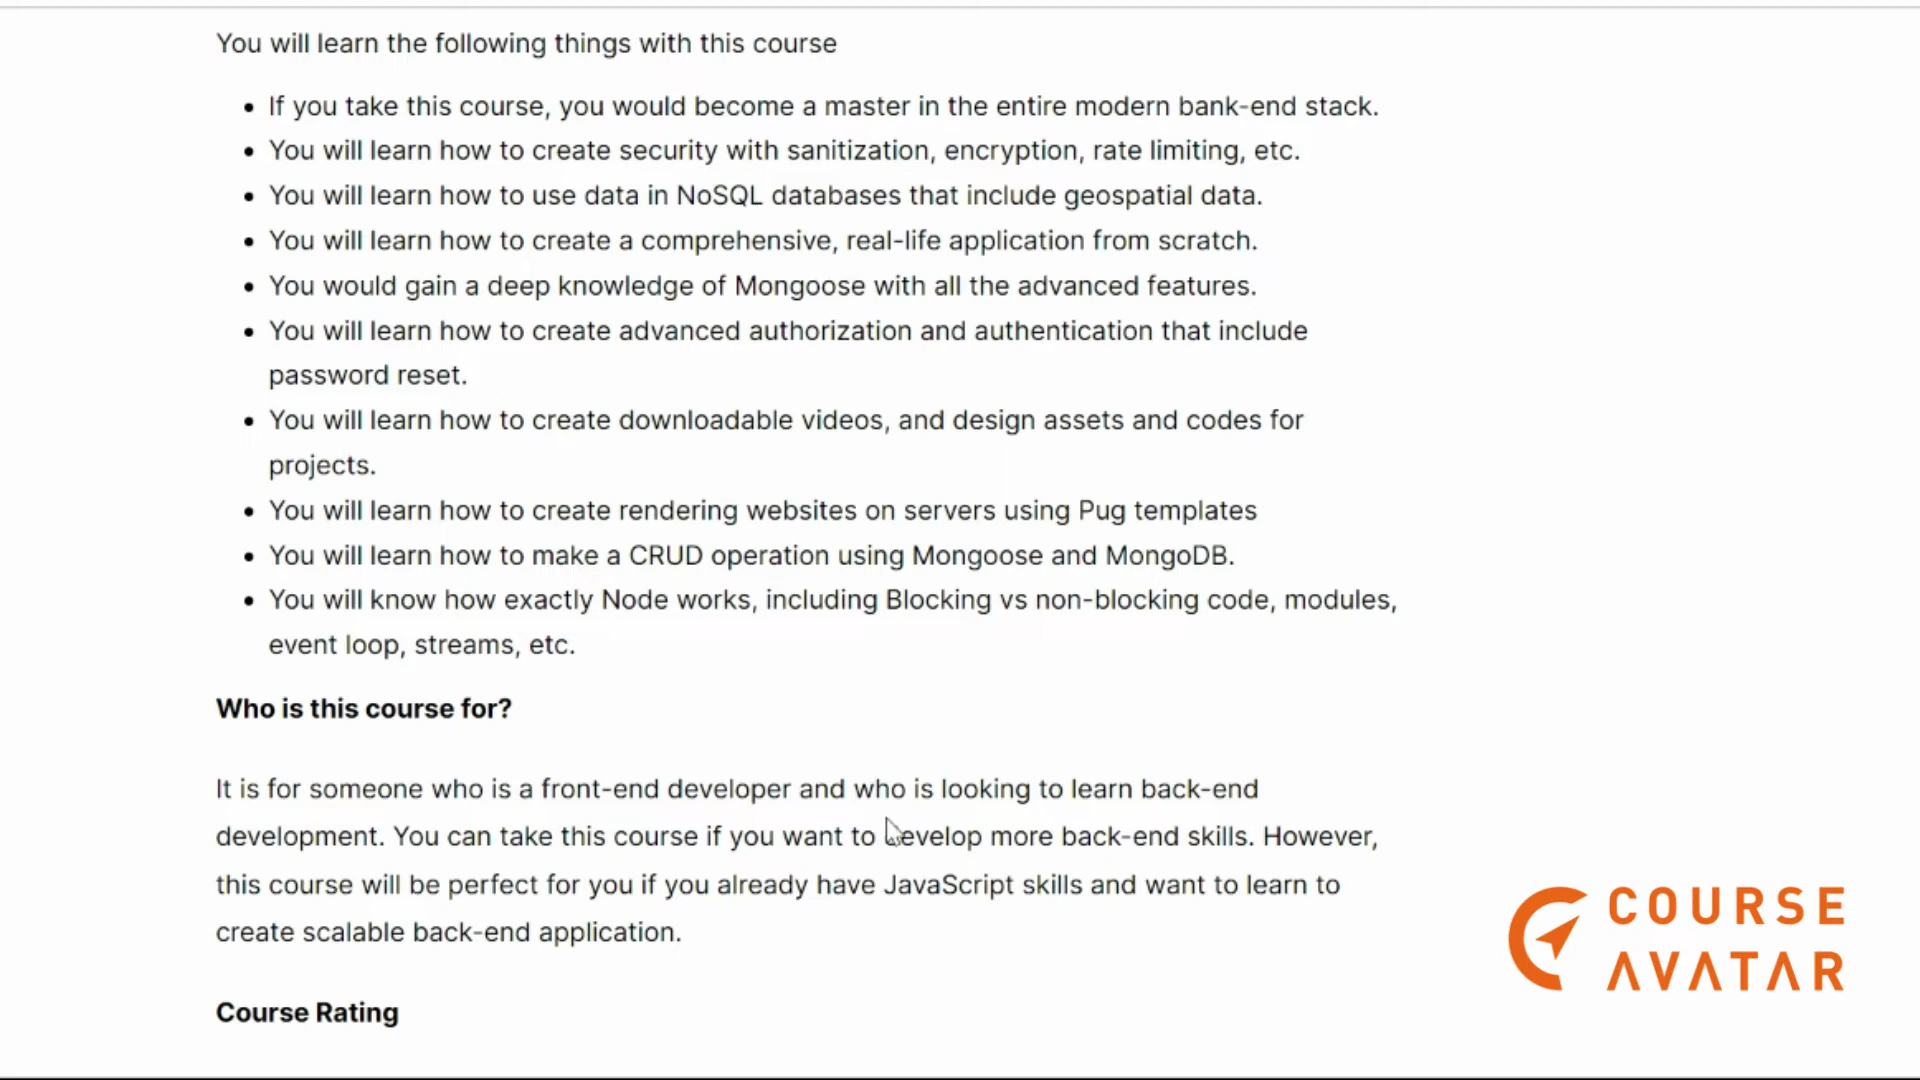 You will learn the following things with this course
If you take this course, you would become a master in the entire modern bank-end stack.
You will learn how to create security with sanitization, encryption, rate limiting, etc.
You will learn how to use data in NoSQL databases that include geospatial data.
You will learn how to create a comprehensive, real-life application from scratch.
You would gain a deep knowledge of Mongoose with all the advanced features.
You will learn how to create advanced authorization and authentication that include
password reset.
You will learn how to create downloadable videos, and design assets and codes for
projects.
You will learn how to create rendering websites on servers using Pug templates
You will learn how to make a CRUD operation using Mongoose and MongoDB.
You will know how exactly Node works, including Blocking vs non-blocking code, modules,
event loop, streams, etc.
Who is this course for?
It is for someone who is a front-end developer and who is looking to learn back-end
development. You can take this course if you want to develop more back-end skills. However,
this course will be perfect for you if you already have JavaScript skills and want to learn to
create scalable back-end application.
COURSE
AVATAR
Course Rating